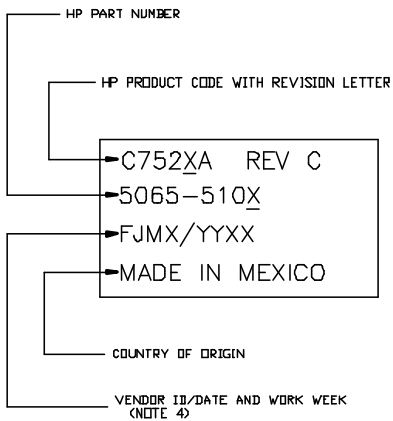 HP PART NUMBER
HP PRODUCT CODE WITH REVISION LETTER
C752XA REV C
5065-510X
FJMX/YYXX
MADE IN MEXICO
COUNTRY OF ORIGIN
VENDOR ID/DATE AND WORK WEEK
(NOTE 4)